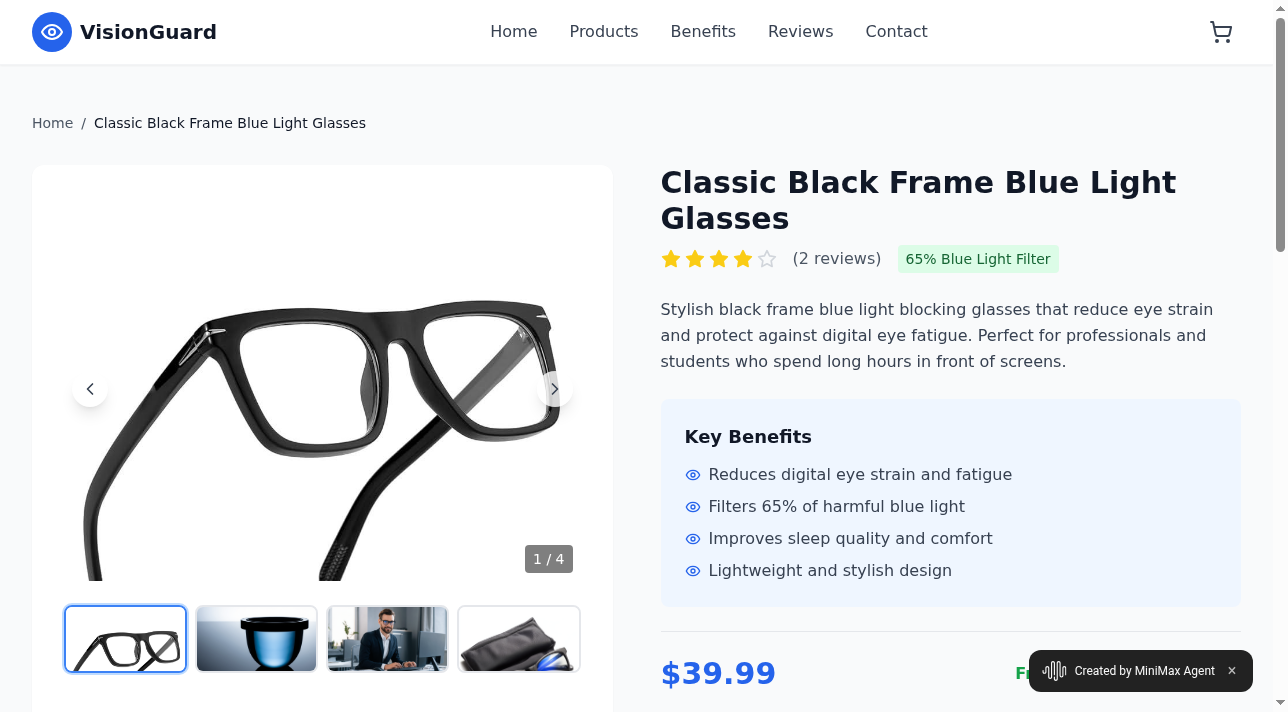 VisionGuard
Home
Products
Benefits
Reviews
Contact
Home / Classic Black Frame Blue Light Glasses
Classic Black Frame Blue Light
Glasses
(2 reviews)
65% Blue Light Filter
Stylish black frame blue light blocking glasses that reduce eye strain
and protect against digital eye fatigue. Perfect for professionals and
students who spend long hours in front of screens.
Key Benefits
Reduces digital eye strain and fatigue
Filters 65% of harmful blue light
Improves sleep quality and comfort
Lightweight and stylish design
1 / 4
$39.99
Created by MiniMax Agent